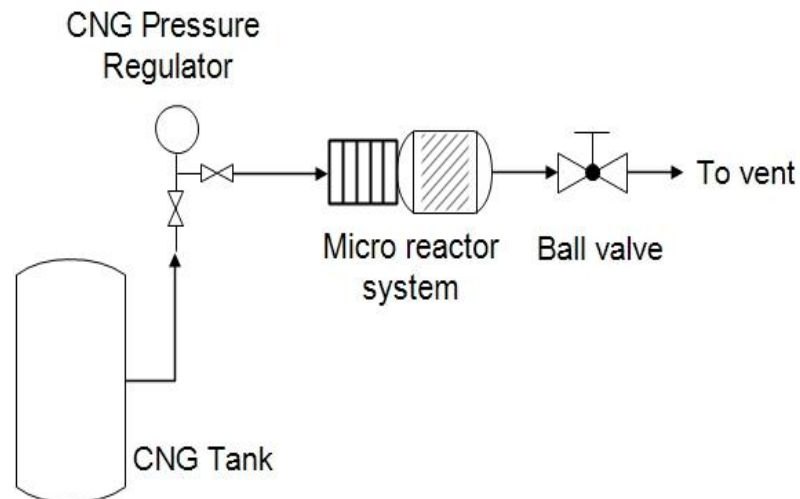 CNG Pressure
Regulator
To vent
Micro reactor
system
Ball valve
CNG Tank